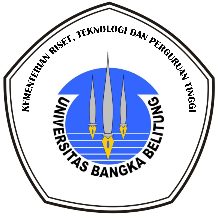 KEMENTERIAN RISET, TEKNOLOGI DAN PERGURUAN TINGGI
UNIVERSITAS BANGKA BELITUNG